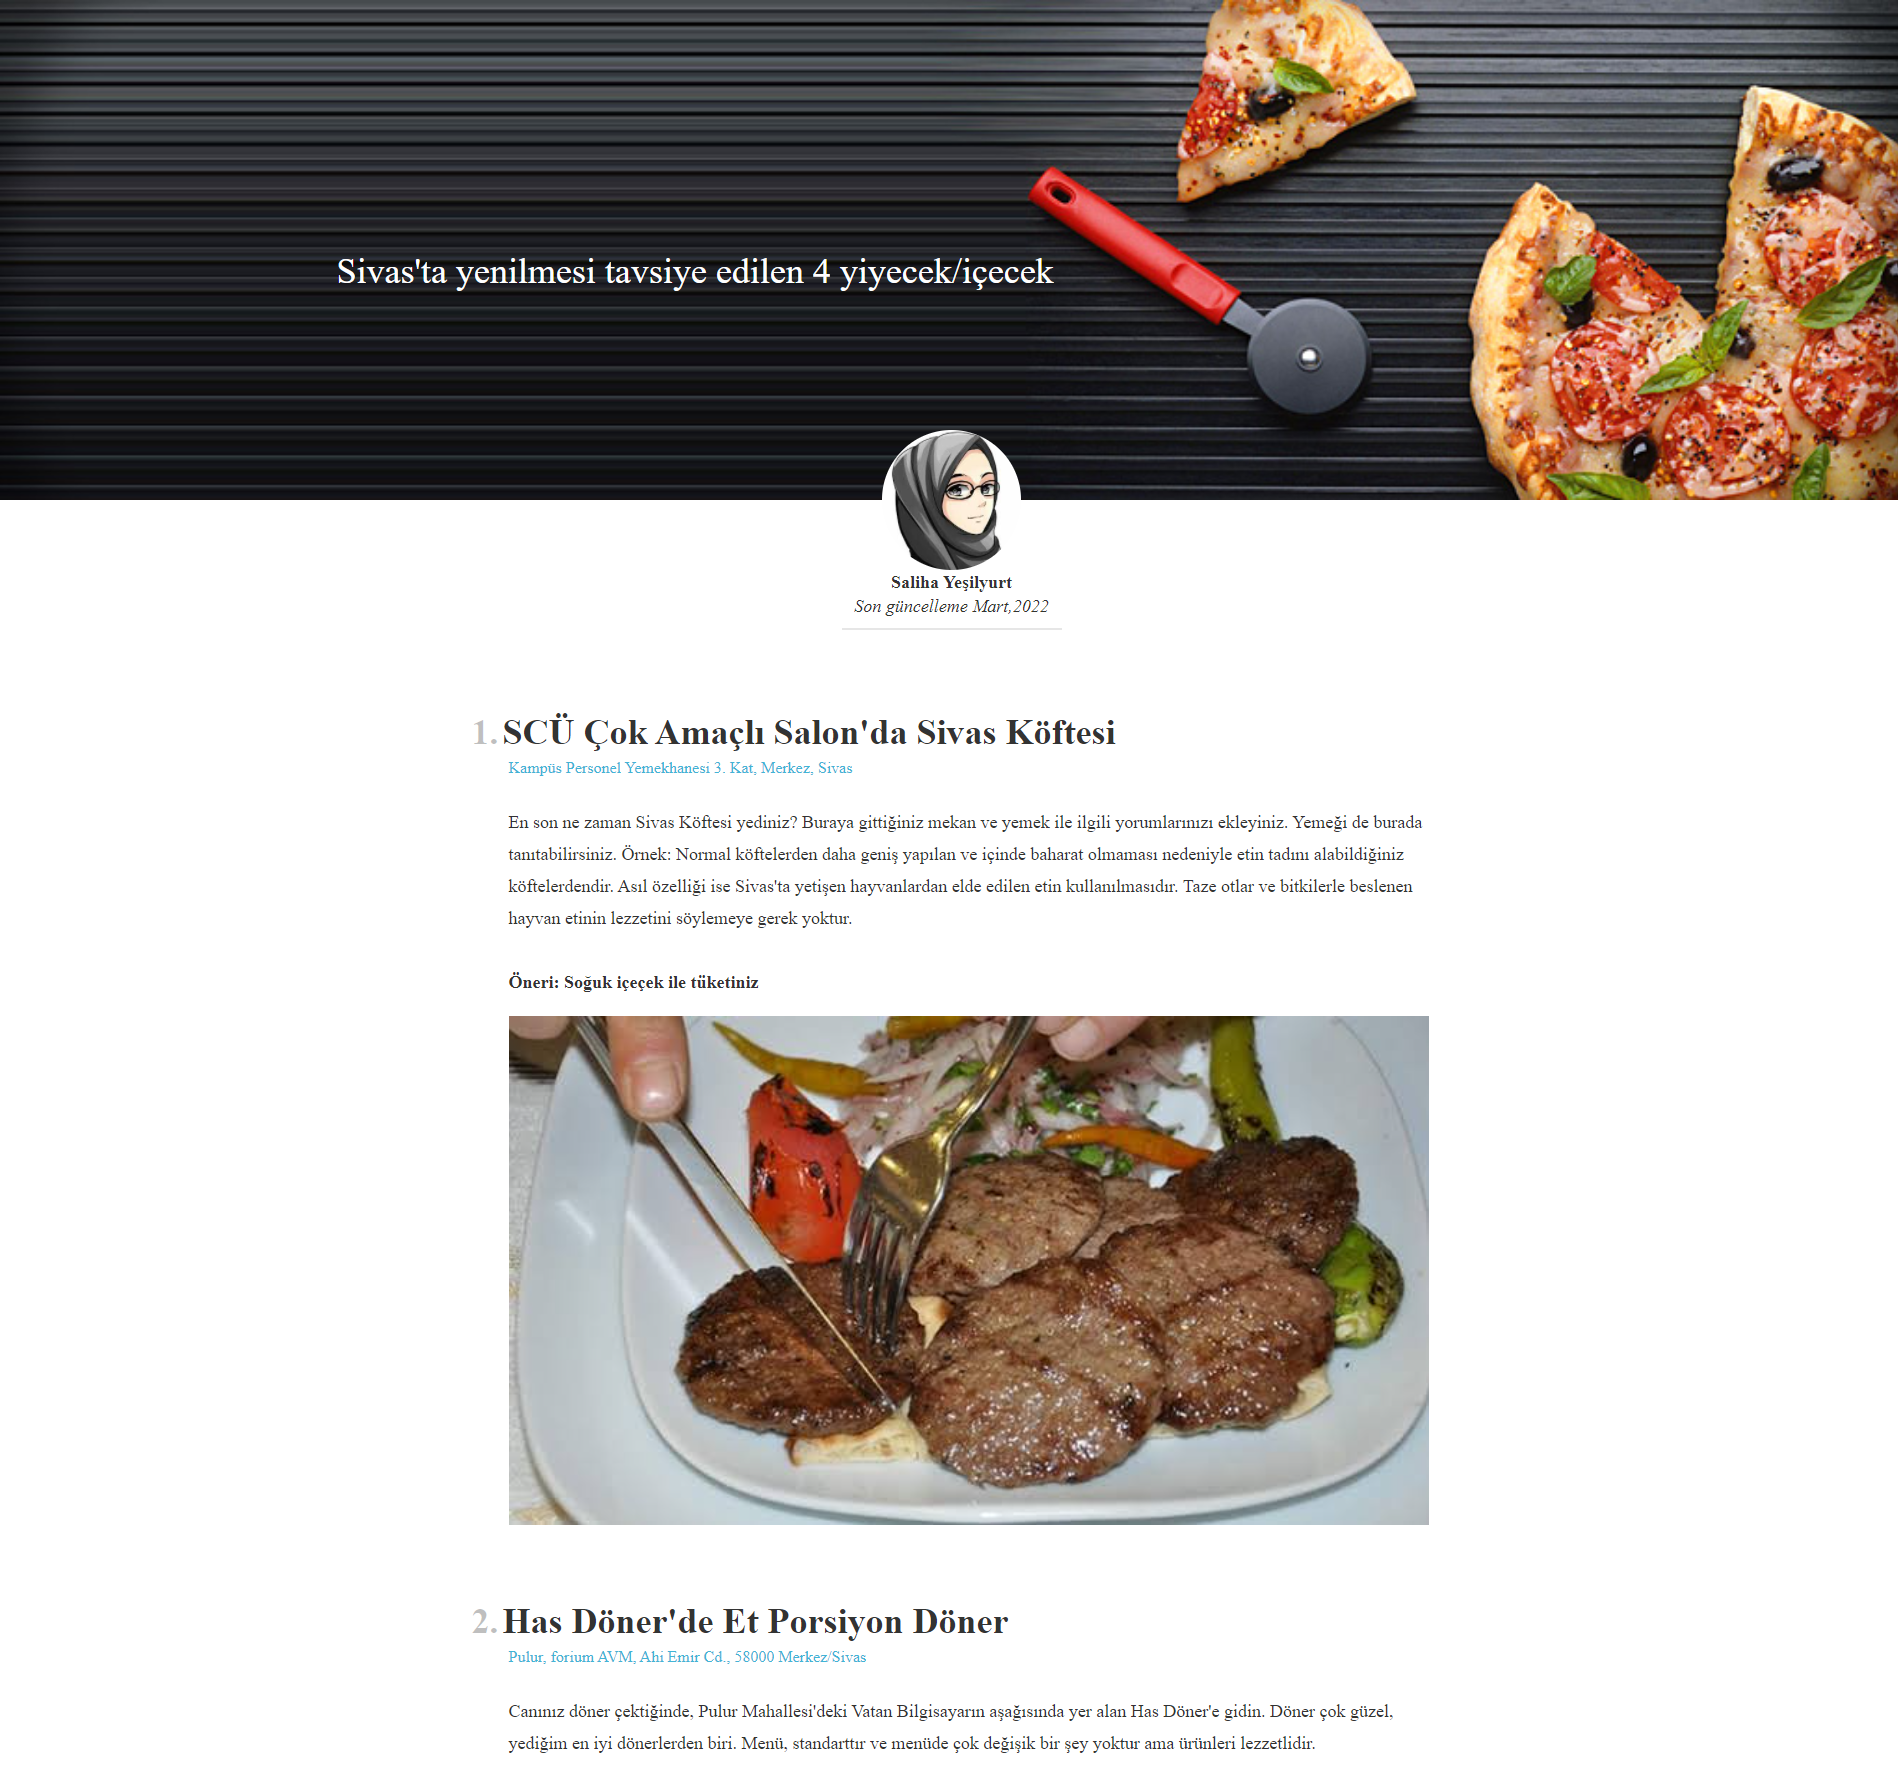 Sivas'ta yenilmesi tavsiye edilen 4 yiyecek/içecek
Saliha Yeşilyurt
Son güncelleme Mart,2022
1. SCÜ Çok Amaçlı Salon'da Sivas Köftesi
Kampüs Personel Yemekhanesi 3. Kat, Merkez, Sivas
En son ne zaman Sivas Köftesi yediniz? Buraya gittiğiniz mekan ve yemek ile ilgili yorumlarınızı ekleyiniz. Yemeği de burada
tanıtabilirsiniz. Örnek: Normal köftelerden daha geniş yapılan ve içinde baharat olmaması nedeniyle etin tadını alabildiğiniz
köftelerdendir. Asıl özelliği ise Sivas'ta yetişen hayvanlardan elde edilen etin kullanılmasıdır. Taze otlar ve bitkilerle beslenen
hayvan etinin lezzetini söylemeye gerek yoktur.
Öneri: Soğuk içeçek ile tüketiniz
2. Has Döner'de Et Porsiyon Döner
Pulur, forium AVM, Ahi Emir Cd., 58000 Merkez/Sivas
Canınız döner çektiğinde, Pulur Mahallesi'deki Vatan Bilgisayarın aşağısında yer alan Has Döner'e gidin. Döner çok güzel,
yediğim en iyi dönerlerden biri. Menü, standarttır ve menüde çok değişik bir şey yoktur ama ürünleri lezzetlidir.